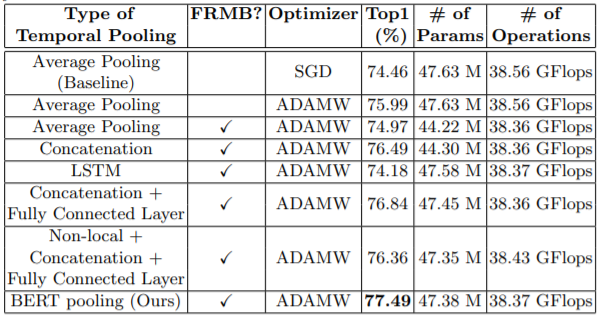 Type of Temporal Pooling | FRMB? | Optimizer | Top1 (%) | # of Params | # of Operations
Average Pooling (Baseline) | | SGD | 74.46 | 47.63 M | 38.56 GFlops
Average Pooling | | ADAMW | 75.99 | 47.63 M | 38.56 GFlops
Average Pooling | ✓ | ADAMW | 74.97 | 44.22 M | 38.36 GFlops
Concatenation | ✓ | ADAMW | 76.49 | 44.30 M | 38.36 GFlops
LSTM | ✓ | ADAMW | 74.18 | 47.58 M | 38.37 GFlops
Concatenation + Fully Connected Layer | ✓ | ADAMW | 76.84 | 47.45 M | 38.36 GFlops
Non-local + Concatenation + Fully Connected Layer | ✓ | ADAMW | 76.36 | 47.35 M | 38.43 GFlops
BERT pooling (Ours) | ✓ | ADAMW | 77.49 | 47.38 M | 38.37 GFlops